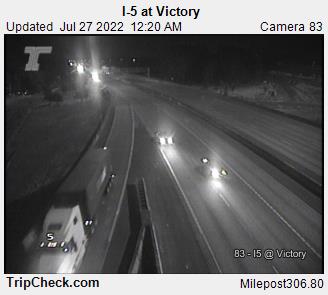 I-5 at Victory
Updated Jul 27 2022 12:20 AM Camera 83
T
83 - I5 @ Victory
TripCheck.com Milepost306.80